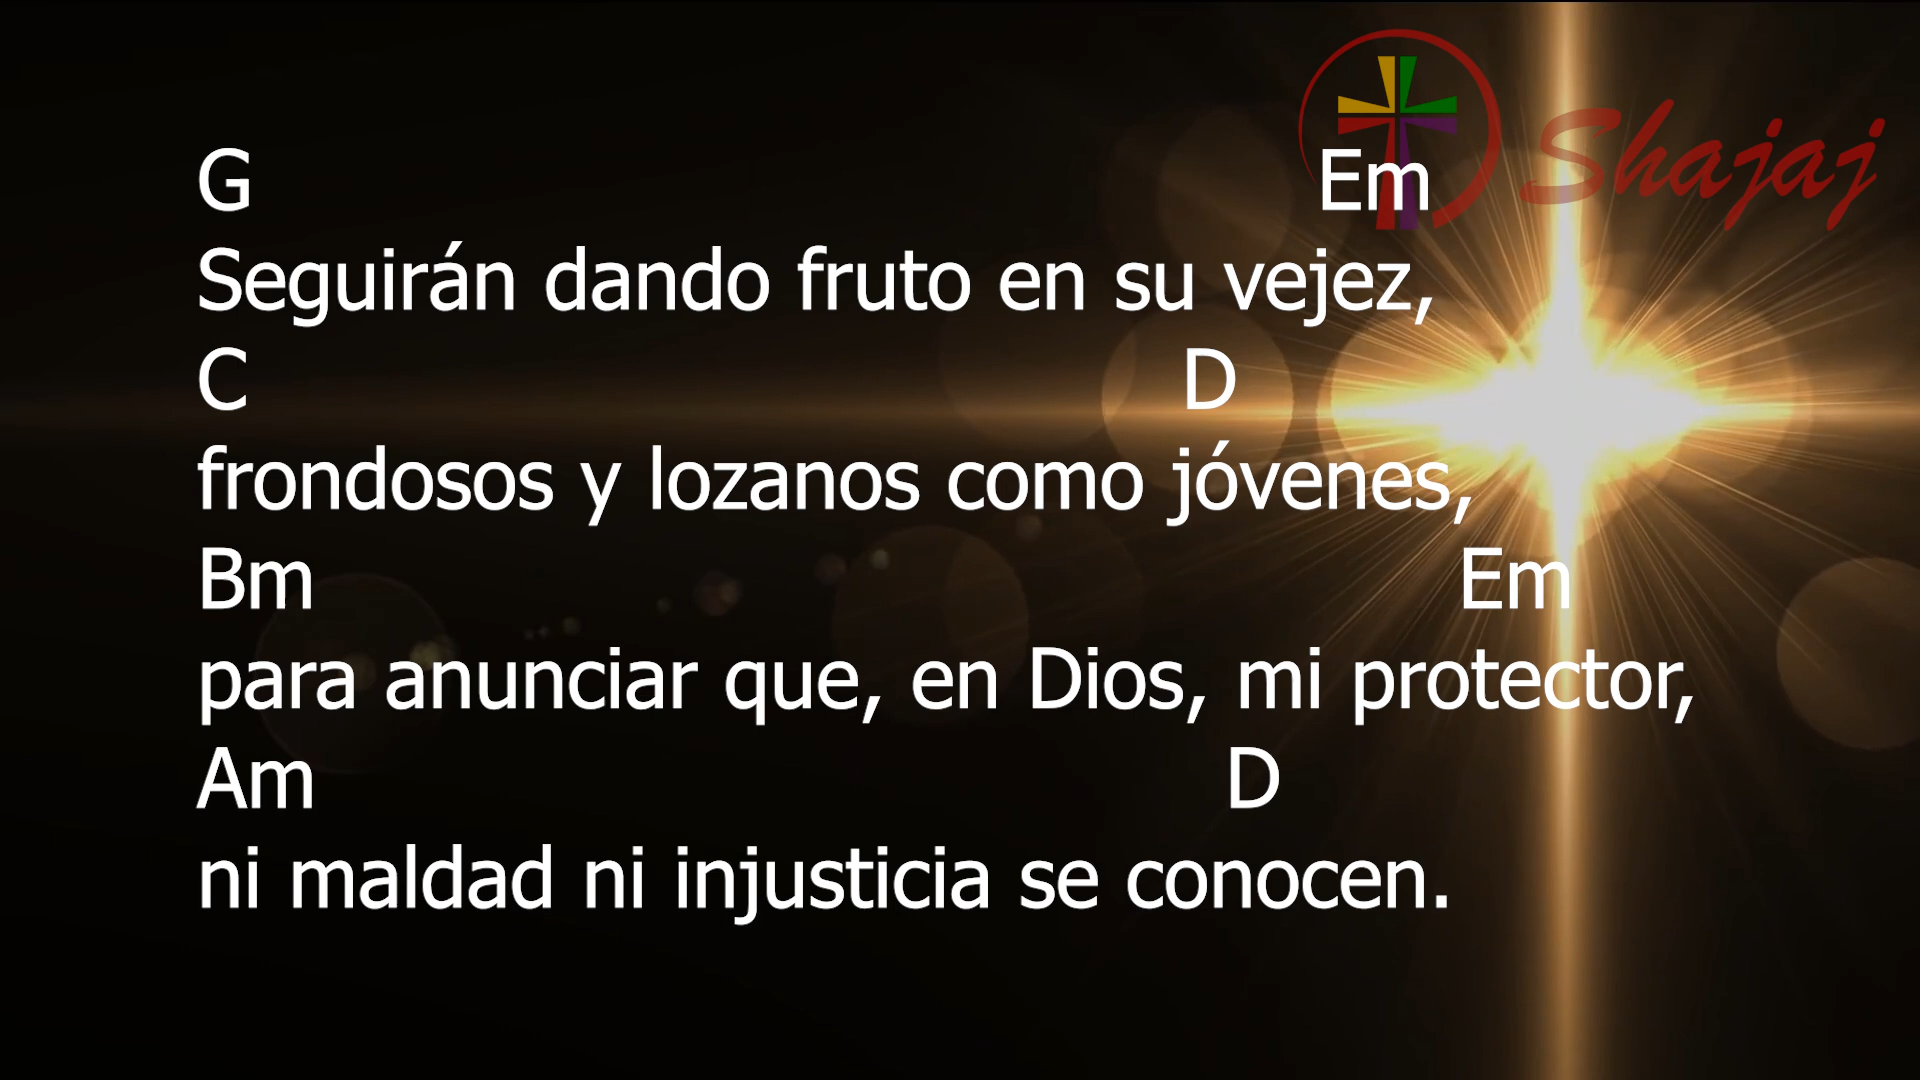 Shajaj
G Em
Seguirán dando fruto en su vejez,
C D
frondosos y lozanos como jóvenes,
Bm Em
para anunciar que, en Dios, mi protector,
Am D
ni maldad ni injusticia se conocen.